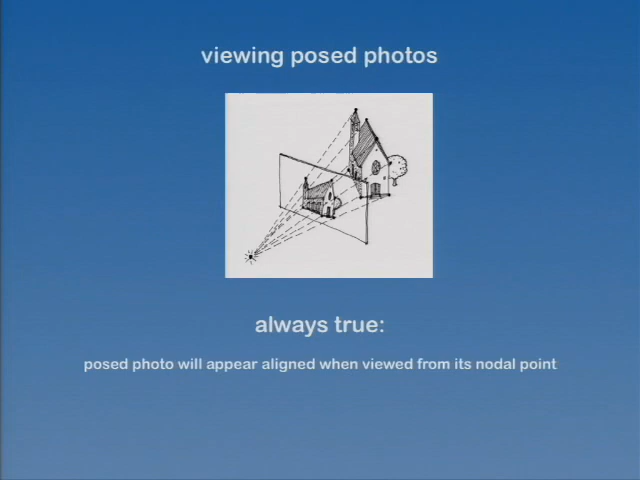 viewing posed photos
always true:
posed photo will appear aligned when viewed from its nodal point